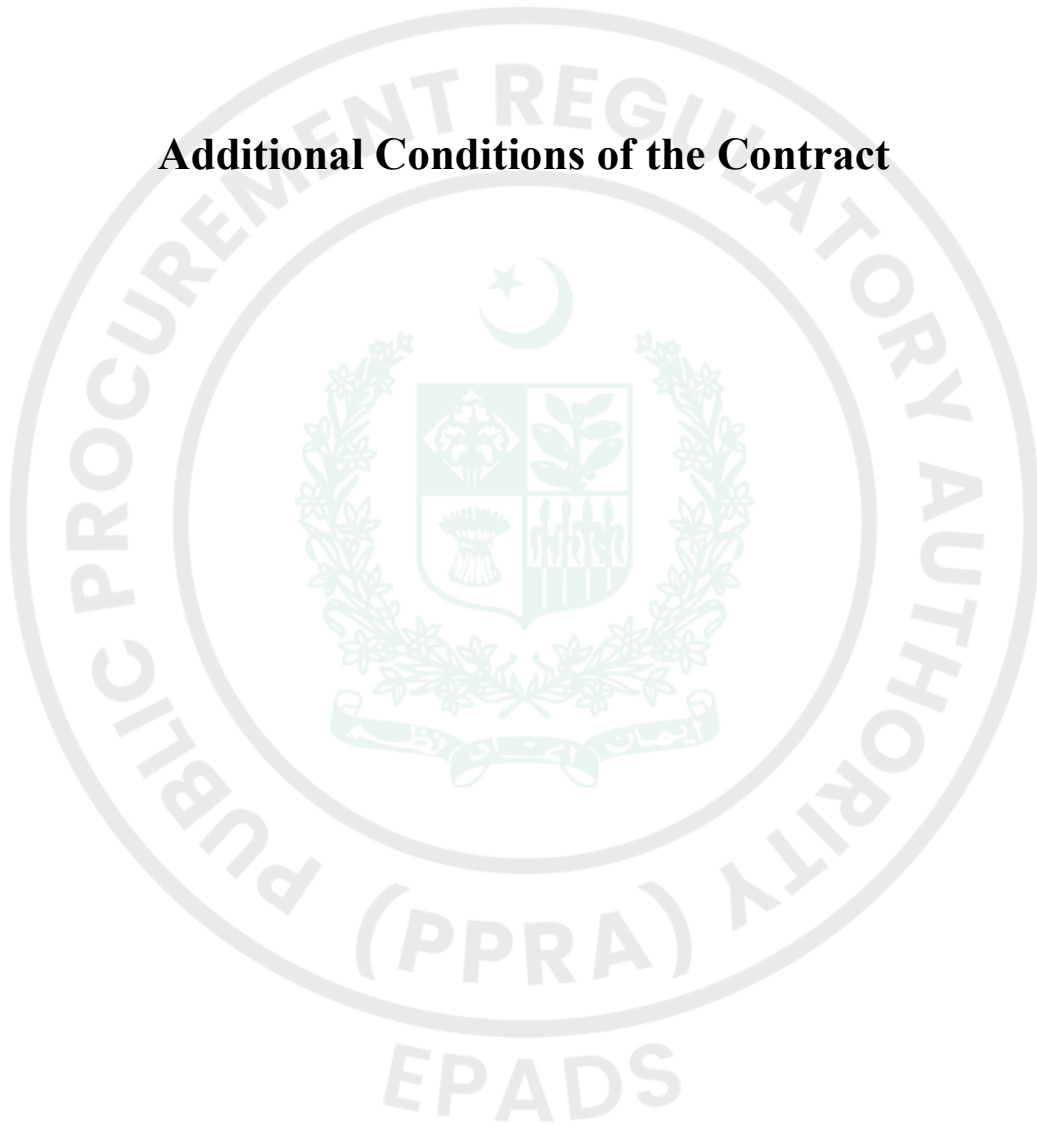 Additional Conditions of the Contract
PUBLIC PROCUREMENT REGULATORY AUTHORITY
(PPRA)
EPADS